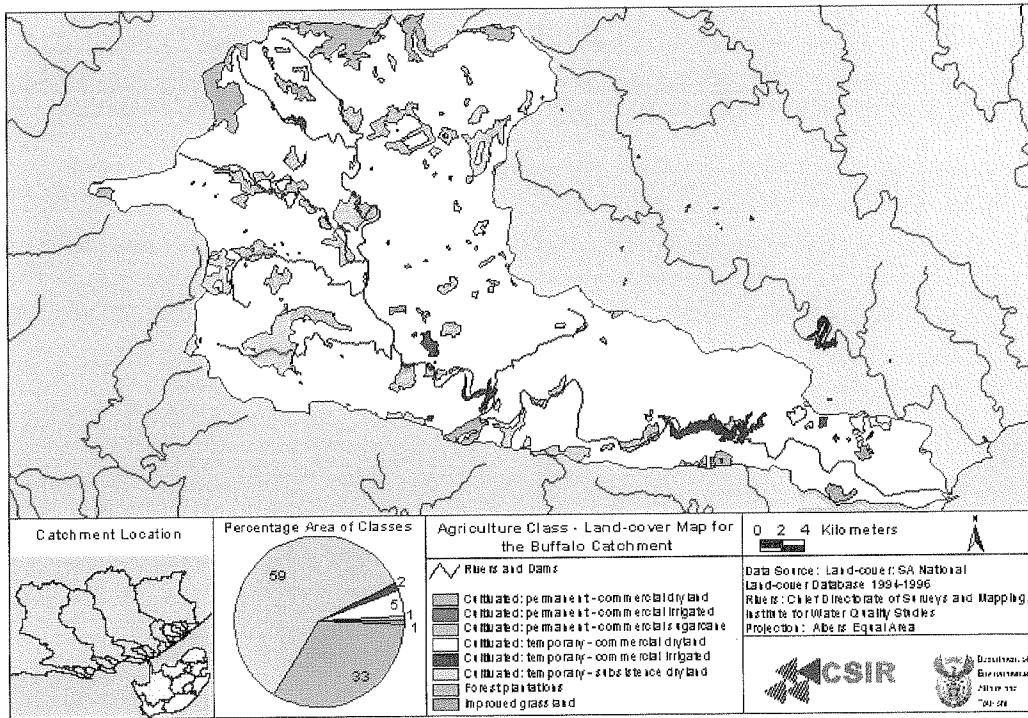 Catchment Location
Percentage Area of Classes
59
2
5
1
1
33
Agriculture Class - Land-cover Map for
the Buffalo Catchment
Rivers and Dams
Cultivated: permanent - commercial dryland
Cultivated: permanent - commercial irrigated
Cultivated: permanent - commercial sugarcane
Cultivated: temporary - commercial dryland
Cultivated: temporary - commercial irrigated
Cultivated: temporary - subsistence dryland
Forest plantations
Improved grassland
0 2 4 Kilometers
N
Data Source: Land-cover: SA National
Land-cover Database 1994-1996
Rivers: Chief Directorate of Surveys and Mapping,
Institute for Water Quality Studies
Projection: Albers Equal Area
CSIR
Tourism